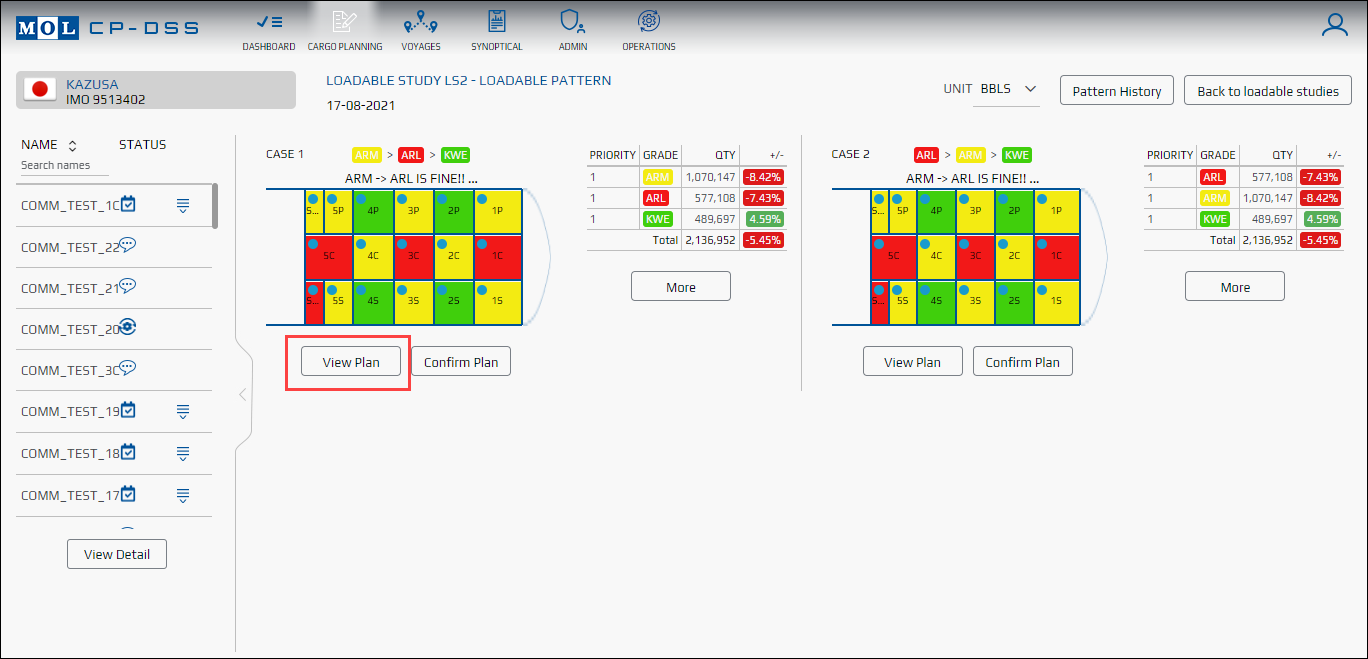 MOL CP-DSS
DASHBOARD
CARGO PLANNING
VOYAGES
SYNOPTICAL
ADMIN
OPERATIONS
KAZUSA
IMO 9513402
LOADABLE STUDY LS2 - LOADABLE PATTERN
17-08-2021
UNIT BBLS
Pattern History
Back to loadable studies
NAME STATUS
Search names
COMM_TEST_1C
COMM_TEST_22
COMM_TEST_21
COMM_TEST_20
COMM_TEST_3C
COMM_TEST_19
COMM_TEST_18
COMM_TEST_17
View Detail
CASE 1 ARM > ARL > KWE
ARM -> ARL IS FINE!! ...
S... 5P 4P 3P 2P 1P
5C 4C 3C 2C 1C
S... 5S 4S 3S 2S 1S
View Plan
Confirm Plan
PRIORITY GRADE QTY +/-
1 ARM 1,070,147 -8.42%
1 ARL 577,108 -7.43%
1 KWE 489,697 4.59%
Total 2,136,952 -5.45%
More
CASE 2 ARL > ARM > KWE
ARM -> ARL IS FINE!! ...
S... 5P 4P 3P 2P 1P
5C 4C 3C 2C 1C
S... 5S 4S 3S 2S 1S
View Plan
Confirm Plan
PRIORITY GRADE QTY +/-
1 ARL 577,108 -7.43%
1 ARM 1,070,147 -8.42%
1 KWE 489,697 4.59%
Total 2,136,952 -5.45%
More